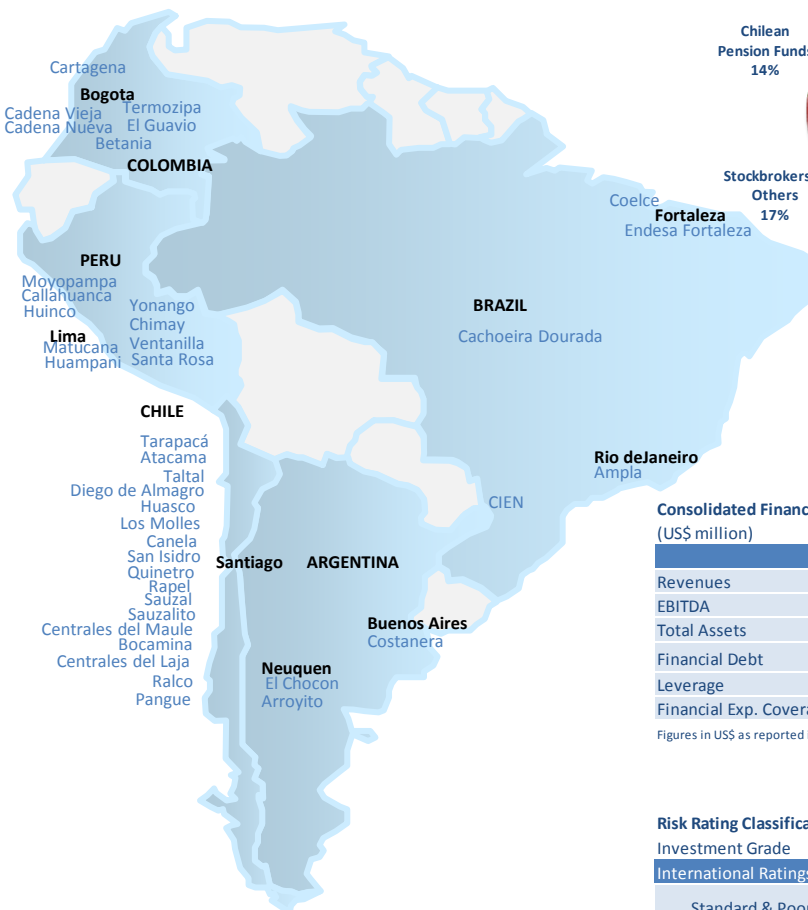 Chilean
Pension Funds
14%
Stockbrokers
Others
17%
Cartagena
Bogota
Cadena Vieja
Termozipa
Cadena Nueva
El Guavio
Betania
COLOMBIA
Coelce
Fortaleza
Endesa Fortaleza
PERU
Moyopampa
Callahuanca
Huinco
Yonango
Chimay
Lima
Matucana
Ventanilla
Huampani
Santa Rosa
BRAZIL
Cachoeira Dourada
CHILE
Tarapacá
Atacama
Taltal
Diego de Almagro
Huasco
Los Molles
Canela
San Isidro
Quinetro
Rapel
Sauzal
Sauzalito
Centrales del Maule
Bocamina
Centrales del Laja
Ralco
Pangue
Santiago
ARGENTINA
Rio deJaneiro
Ampla
CIEN
Buenos Aires
Costanera
Neuquen
El Chocon
Arroyito
Consolidated Financ
(US$ million)
Revenues
EBITDA
Total Assets
Financial Debt
Leverage
Financial Exp. Covera
Figures in US$ as reported i
Risk Rating Classifica
Investment Grade
International Ratings
Standard & Poor